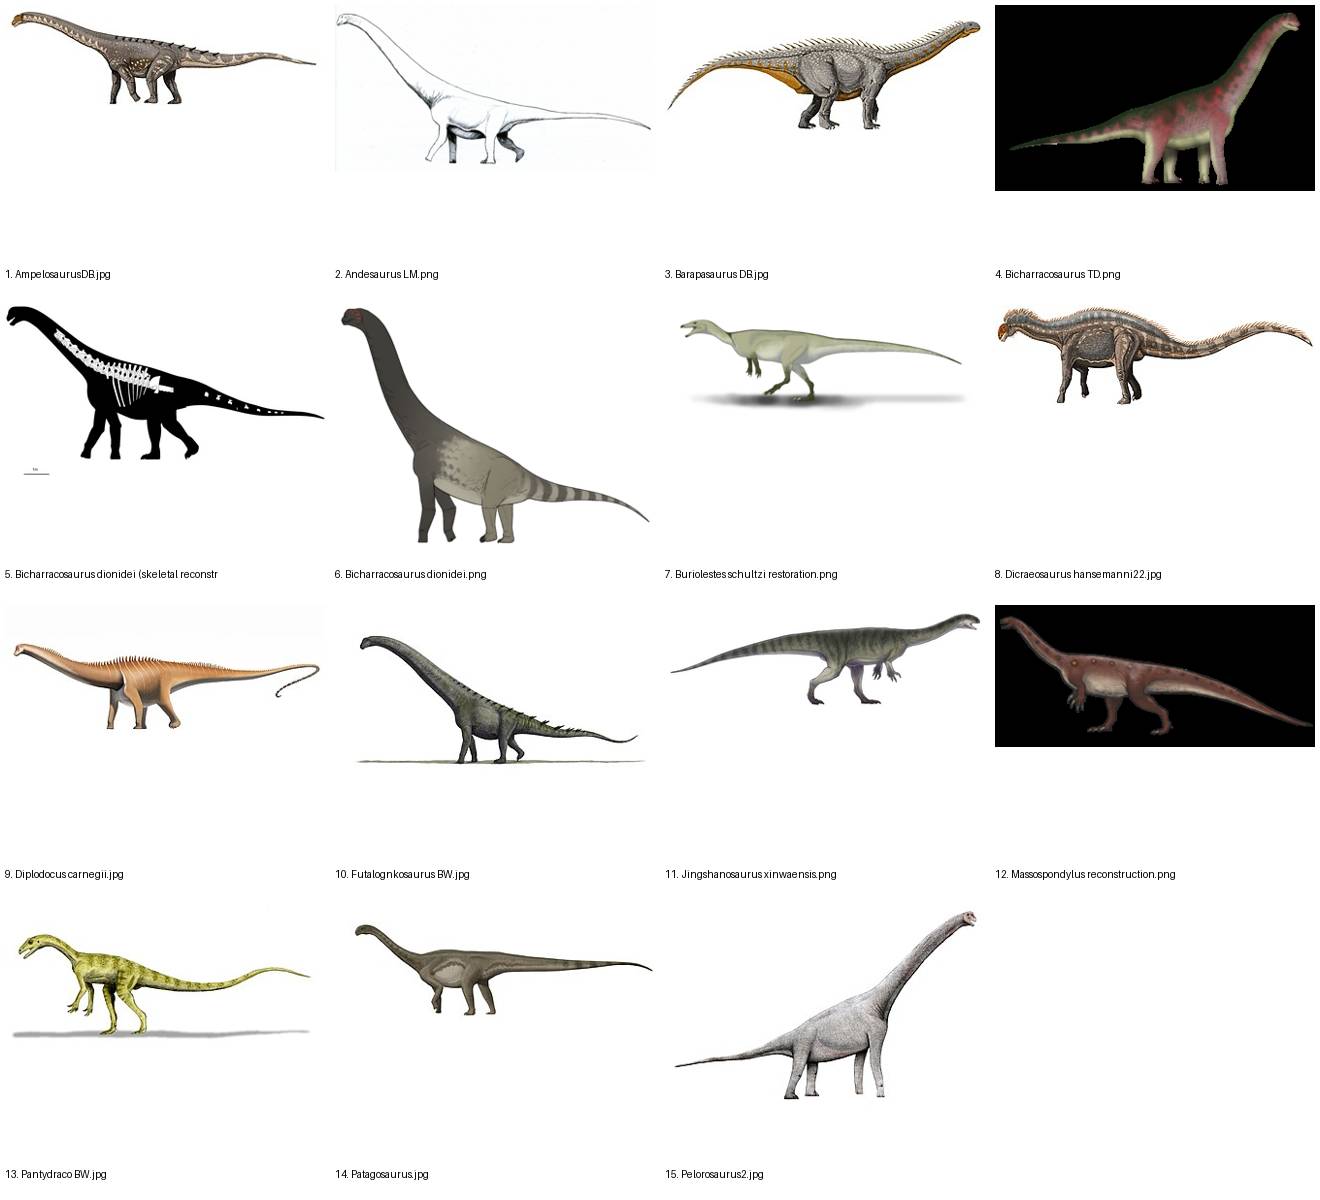 1. AmpelosaurusDB.jpg
2. Andesaurus LM.png
3. Barapasaurus DB.jpg
4. Bicharracosaurus TD.png
5. Bicharracosaurus dionidei (skeletal reconstr
6. Bicharracosaurus dionidei.png
7. Buriolestes schultzi restoration.png
8. Dicraeosaurus hansemanni22.jpg
9. Diplodocus carnegii.jpg
10. Futalognkosaurus BW.jpg
11. Jingshanosaurus xinwaensis.png
12. Massospondylus reconstruction.png
13. Pantydraco BW.jpg
14. Patagosaurus.jpg
15. Pelorosaurus2.jpg